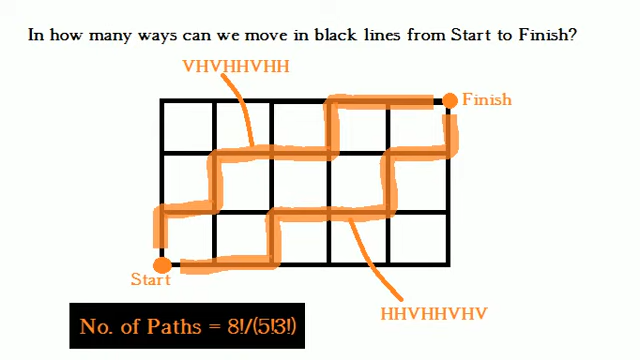 In how many ways can we move in black lines from Start to Finish?
VHVHHVHH
Finish
Start
HHVHHVHV
No. of Paths = 8!/(5!3!)